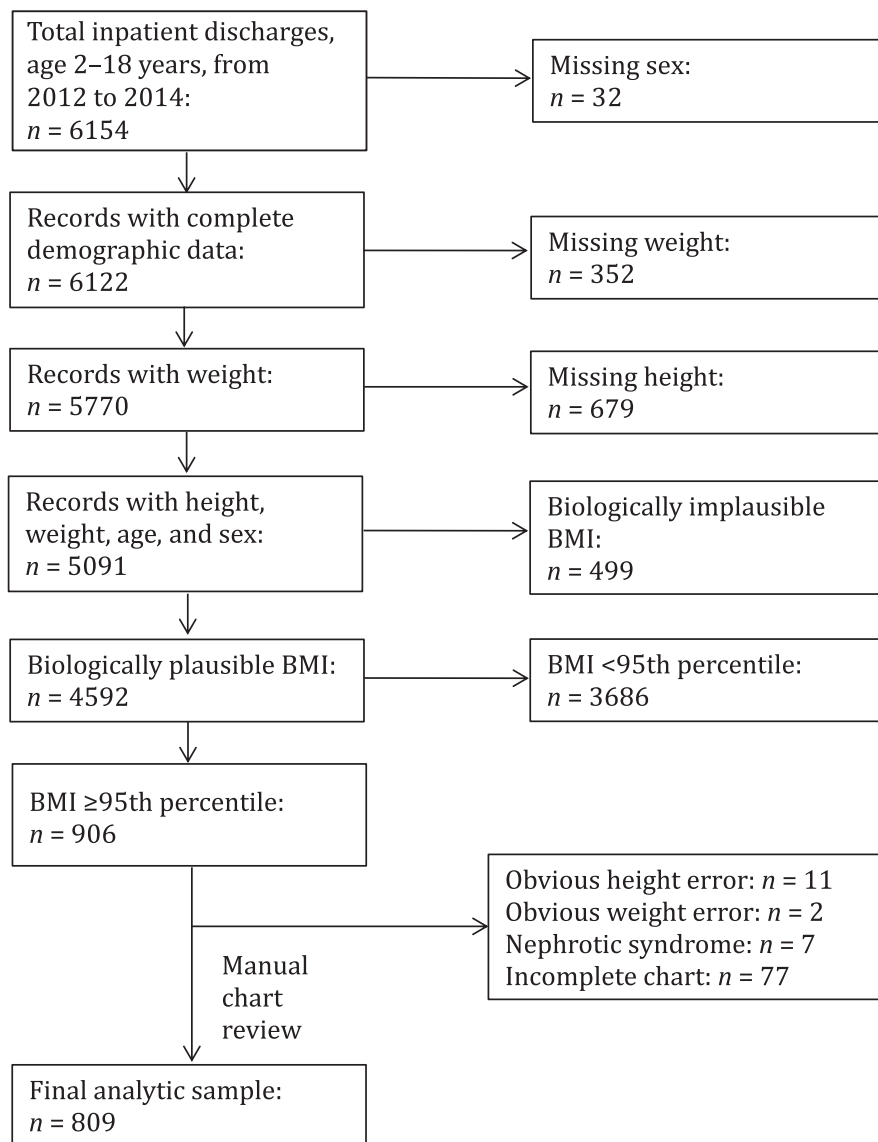 Total inpatient discharges,
age 2–18 years, from
2012 to 2014:
n = 6154
Missing sex:
n = 32
Records with complete
demographic data:
n = 6122
Missing weight:
n = 352
Records with weight:
n = 5770
Missing height:
n = 679
Records with height,
weight, age, and sex:
n = 5091
Biologically implausible
BMI:
n = 499
Biologically plausible BMI:
n = 4592
BMI <95th percentile:
n = 3686
BMI ≥95th percentile:
n = 906
Obvious height error: n = 11
Obvious weight error: n = 2
Nephrotic syndrome: n = 7
Incomplete chart: n = 77
Manual
chart
review
Final analytic sample:
n = 809